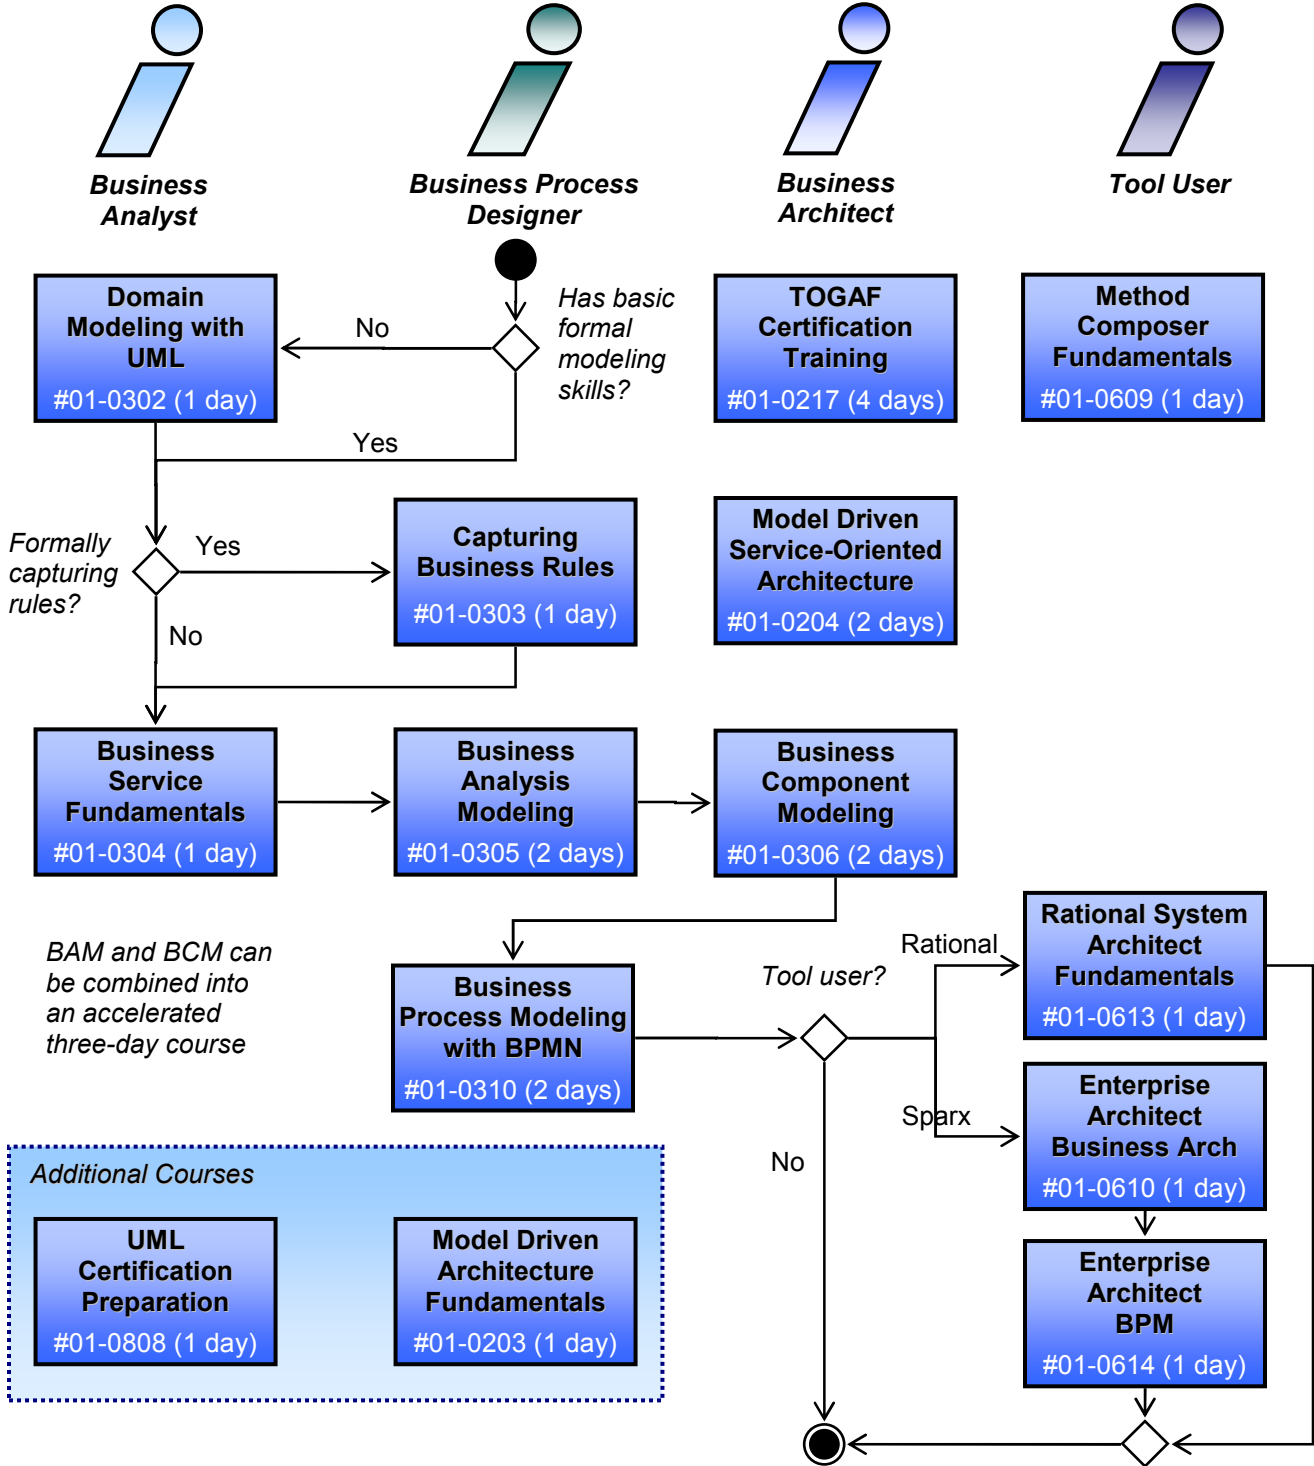 Business
Analyst
Business Process
Designer
Business
Architect
Tool User
Domain
Modeling with
UML
#01-0302 (1 day)
No
Has basic
formal
modeling
skills?
TOGAF
Certification
Training
#01-0217 (4 days)
Method
Composer
Fundamentals
#01-0609 (1 day)
Yes
Formally
capturing
rules?
Yes
No
Capturing
Business Rules
#01-0303 (1 day)
Model Driven
Service-Oriented
Architecture
#01-0204 (2 days)
Business
Service
Fundamentals
#01-0304 (1 day)
Business
Analysis
Modeling
#01-0305 (2 days)
Business
Component
Modeling
#01-0306 (2 days)
BAM and BCM can
be combined into
an accelerated
three-day course
Business
Process Modeling
with BPMN
#01-0310 (2 days)
Tool user?
Rational
Sparx
No
Rational System
Architect
Fundamentals
#01-0613 (1 day)
Enterprise
Architect
Business Arch
#01-0610 (1 day)
Enterprise
Architect
BPM
#01-0614 (1 day)
Additional Courses
UML
Certification
Preparation
#01-0808 (1 day)
Model Driven
Architecture
Fundamentals
#01-0203 (1 day)